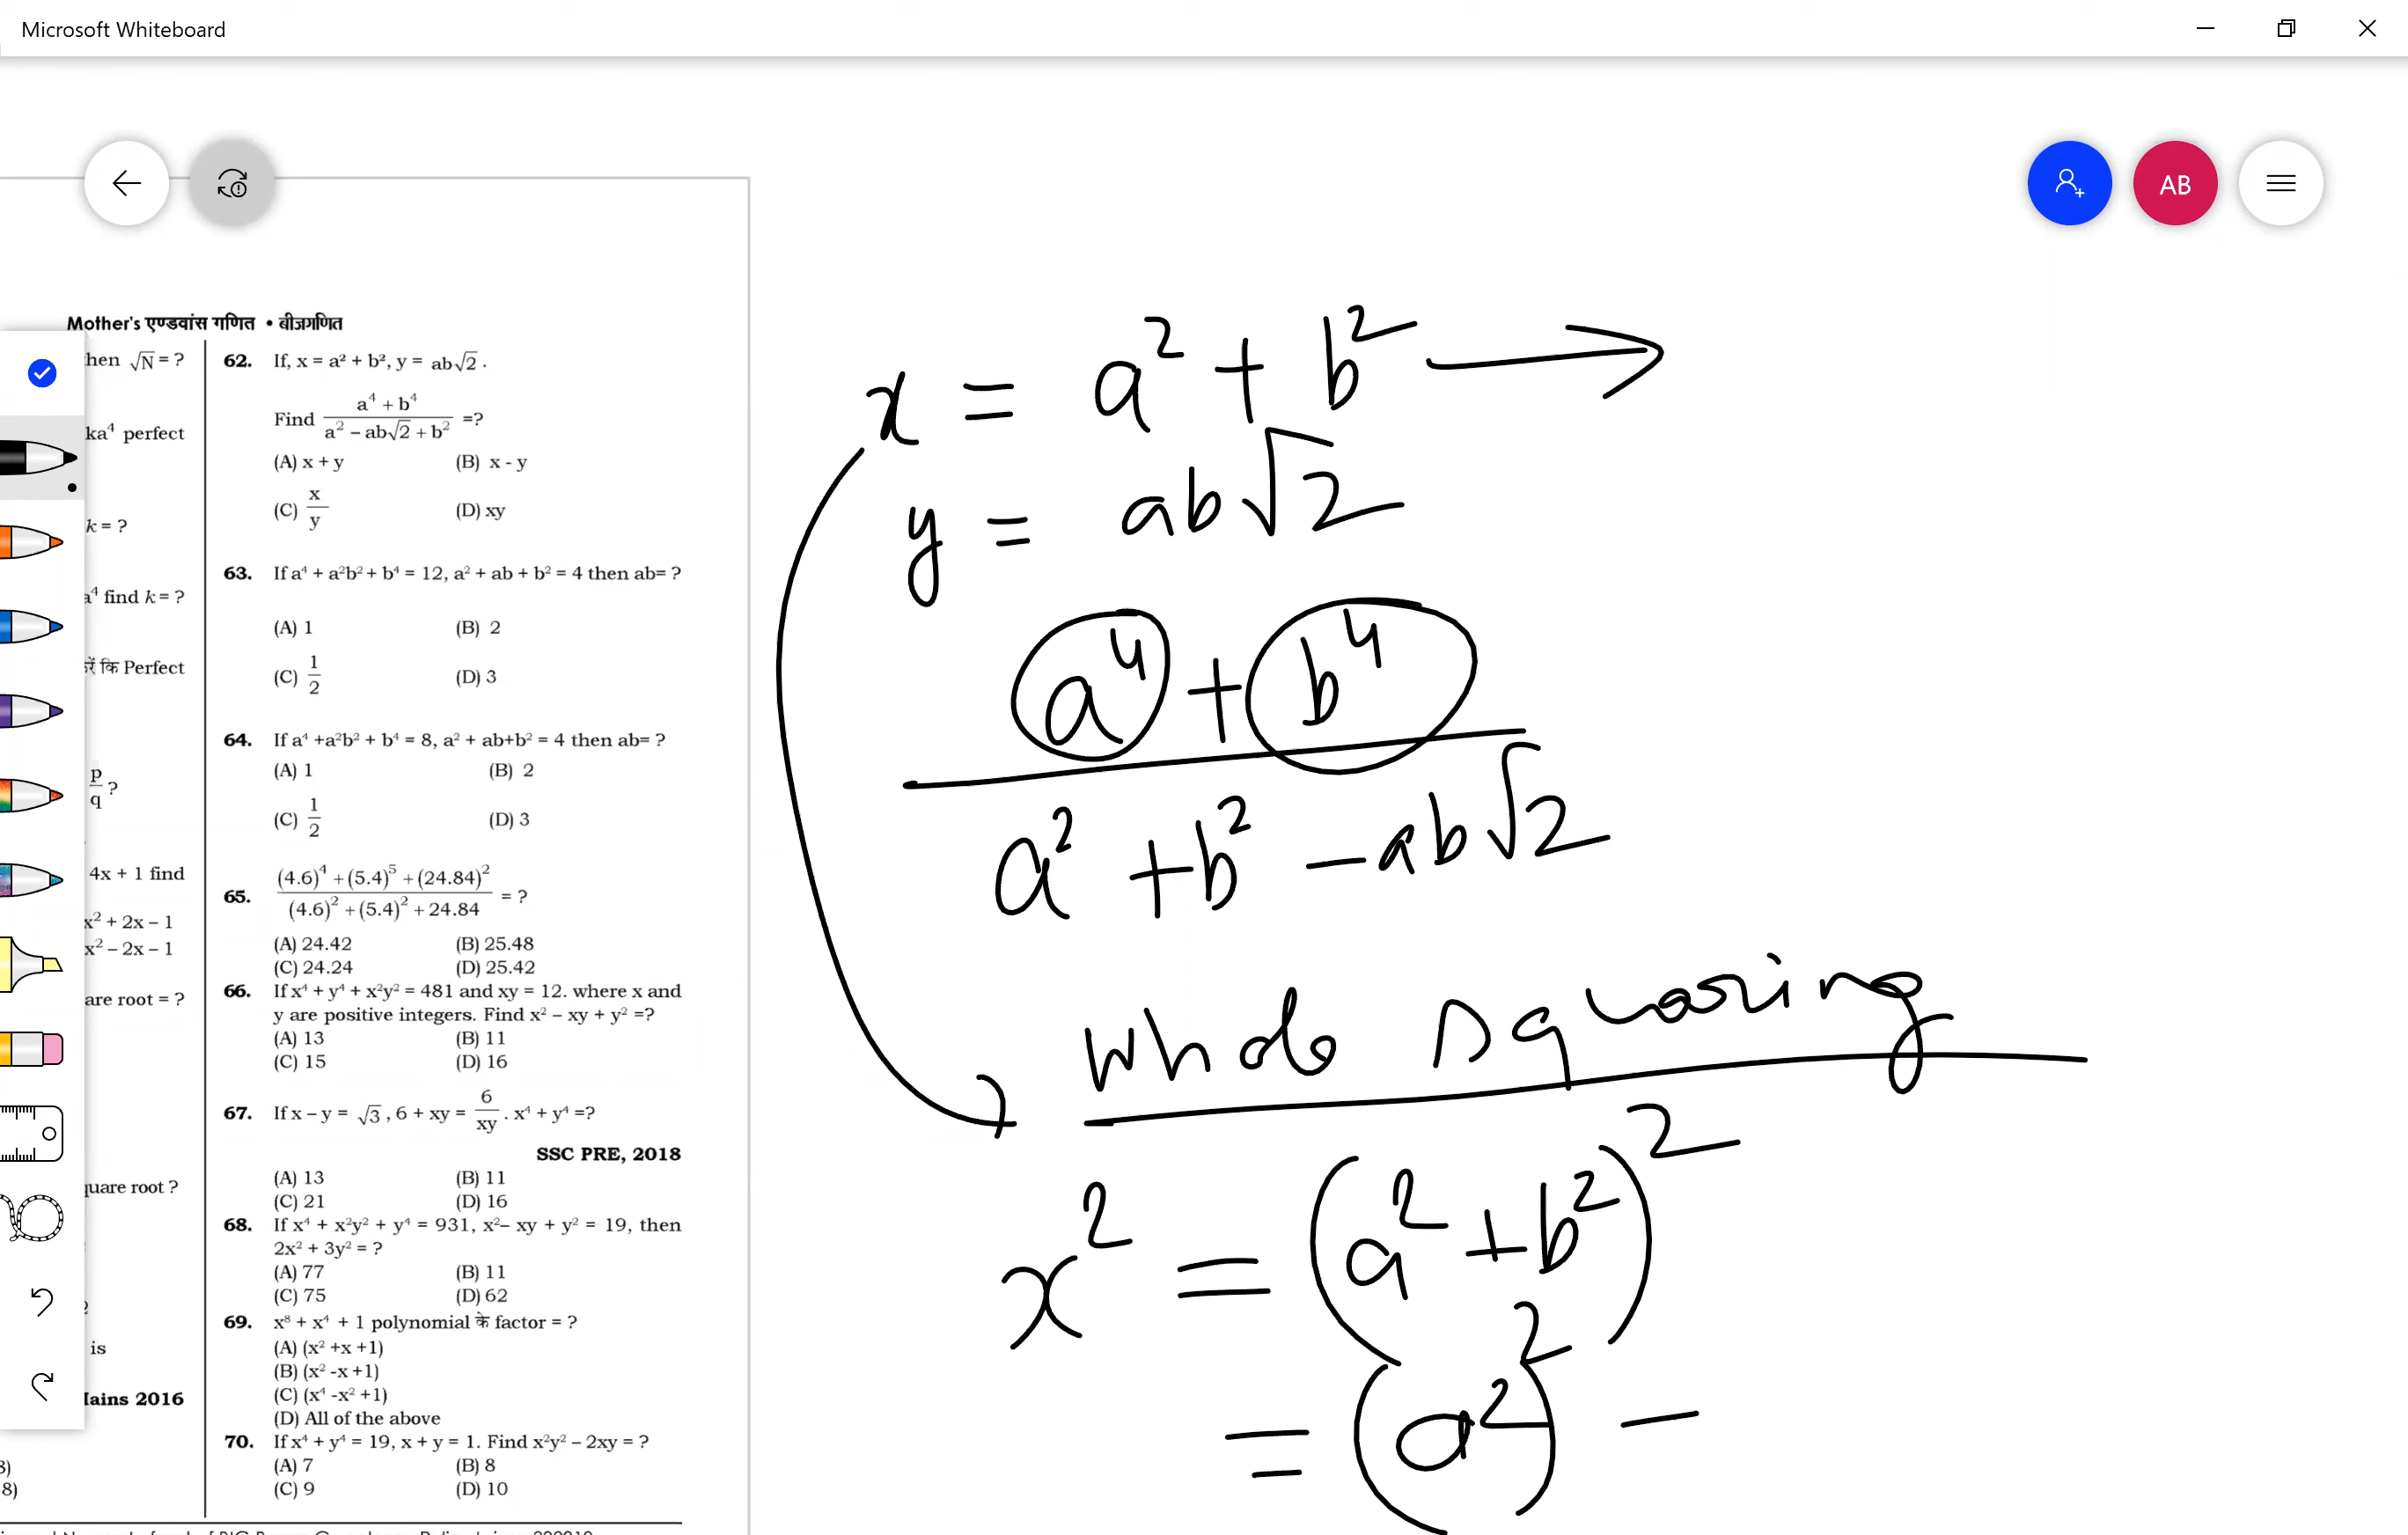 Microsoft Whiteboard
AB
Mother's एण्डवांस गणित • बीजगणित
hen √N = ?
ka⁴ perfect
k = ?
a⁴ find k = ?
रें कि Perfect
p/q ?
4x + 1 find
x² + 2x – 1
x² – 2x – 1
are root = ?
quare root ?
is
Mains 2016
8)
62. If, x = a² + b², y = ab√2 .
Find (a⁴ + b⁴)/(a² – ab√2 + b²) =?
(A) x + y (B) x - y
(C) x/y (D) xy
63. If a⁴ + a²b² + b⁴ = 12, a² + ab + b² = 4 then ab= ?
(A) 1 (B) 2
(C) 1/2 (D) 3
64. If a⁴ +a²b² + b⁴ = 8, a² + ab+b² = 4 then ab= ?
(A) 1 (B) 2
(C) 1/2 (D) 3
65. ((4.6)⁴ + (5.4)⁵ + (24.84)²)/((4.6)² + (5.4)² + 24.84) = ?
(A) 24.42 (B) 25.48
(C) 24.24 (D) 25.42
66. If x⁴ + y⁴ + x²y² = 481 and xy = 12. where x and
y are positive integers. Find x² – xy + y² =?
(A) 13 (B) 11
(C) 15 (D) 16
67. If x – y = √3 , 6 + xy = 6/xy . x⁴ + y⁴ =?
SSC PRE, 2018
(A) 13 (B) 11
(C) 21 (D) 16
68. If x⁴ + x²y² + y⁴ = 931, x²– xy + y² = 19, then
2x² + 3y² = ?
(A) 77 (B) 11
(C) 75 (D) 62
69. x⁸ + x⁴ + 1 polynomial के factor = ?
(A) (x² +x +1)
(B) (x² -x +1)
(C) (x⁴ -x² +1)
(D) All of the above
70. If x⁴ + y⁴ = 19, x + y = 1. Find x²y² – 2xy = ?
(A) 7 (B) 8
(C) 9 (D) 10
x = a² + b² →
y = ab√2
a⁴ + b⁴
a² + b² – ab√2
Whole squaring
x² = (a² + b²)²
= (a²)² –